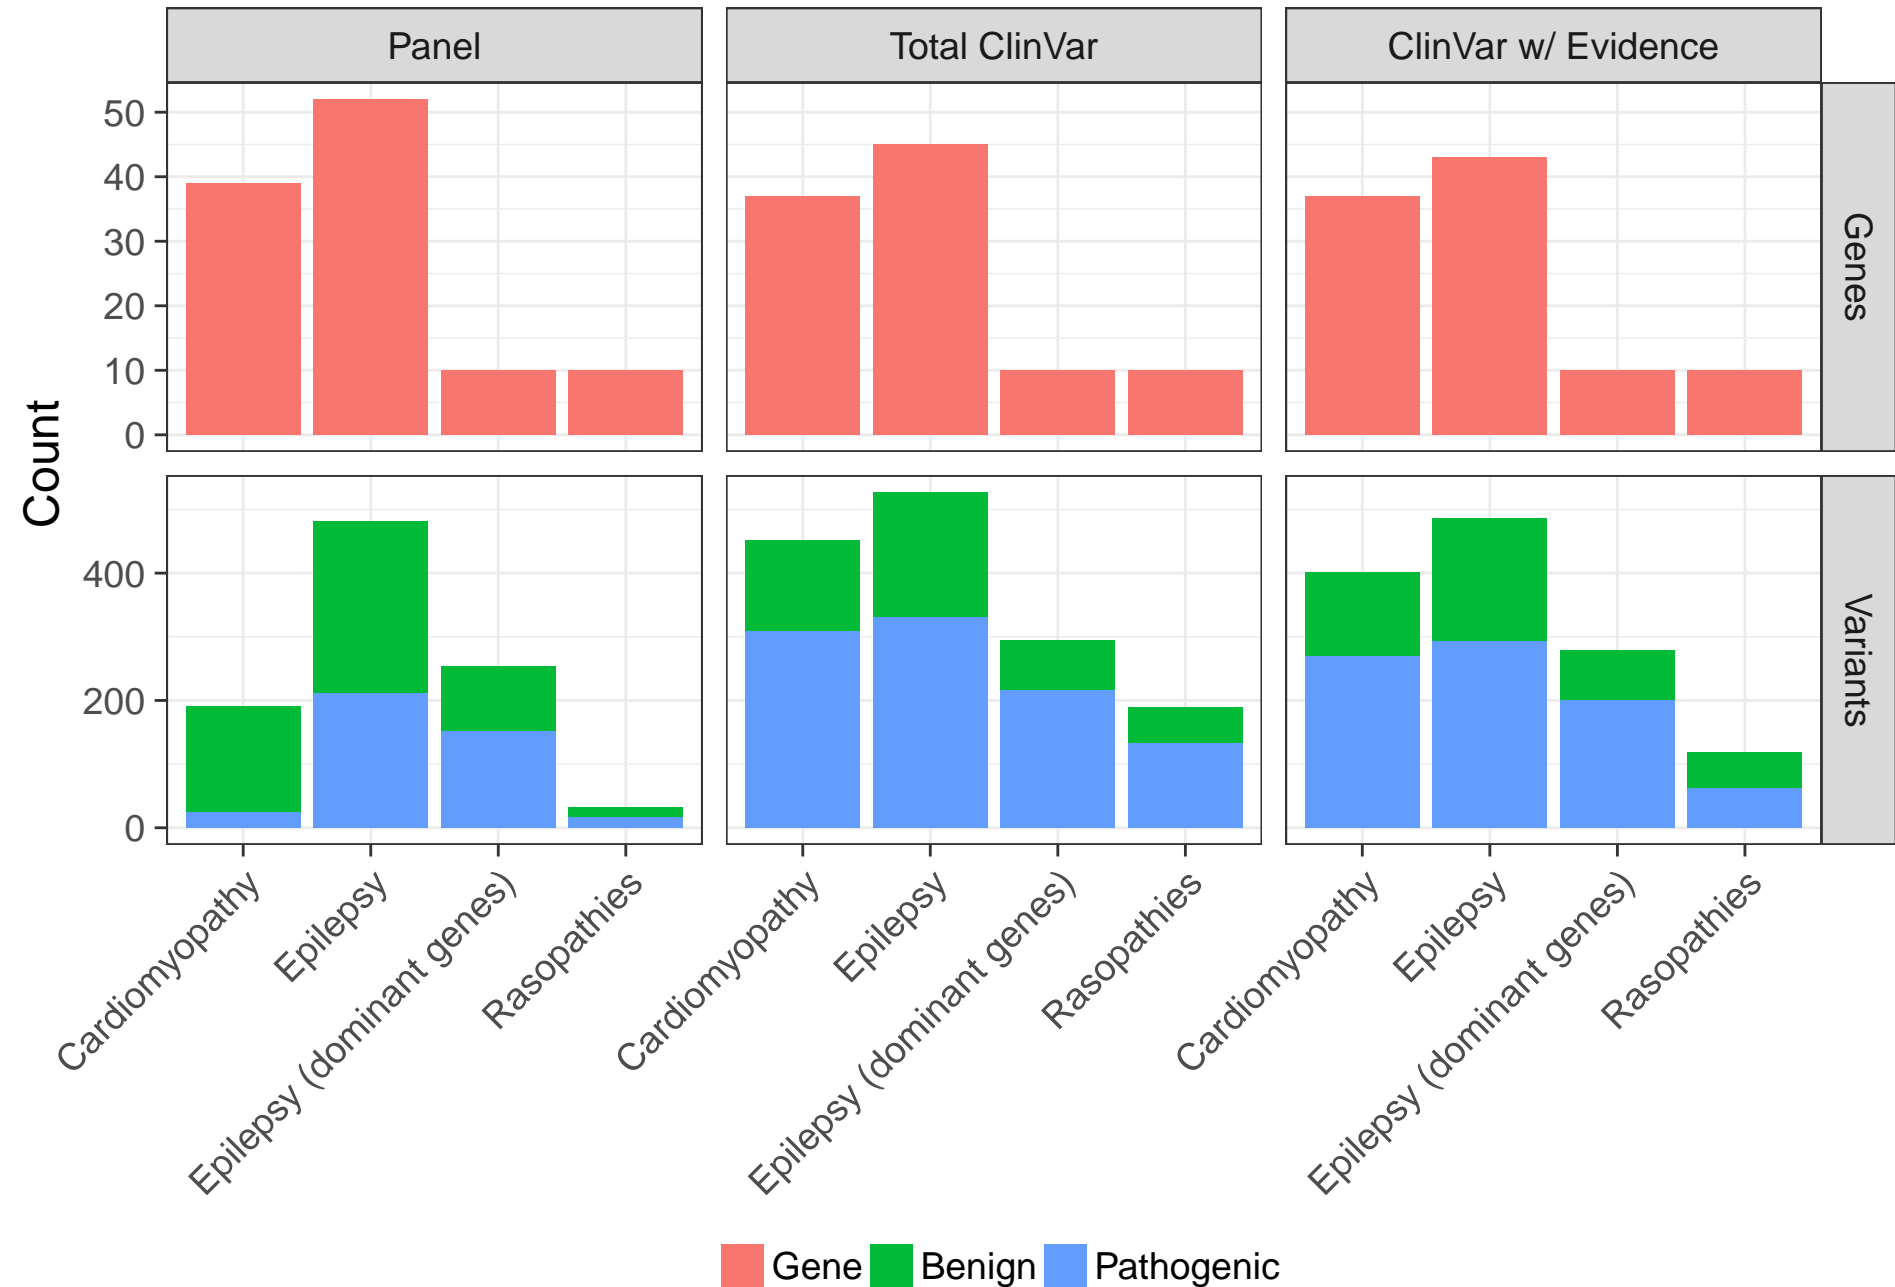 Panel
Total ClinVar
ClinVar w/ Evidence
50
40
30
20
10
0
Genes
Count
400
200
0
Variants
Cardiomyopathy
Epilepsy
Epilepsy (dominant genes)
Rasopathies
Cardiomyopathy
Epilepsy
Epilepsy (dominant genes)
Rasopathies
Cardiomyopathy
Epilepsy
Epilepsy (dominant genes)
Rasopathies
Gene Benign Pathogenic